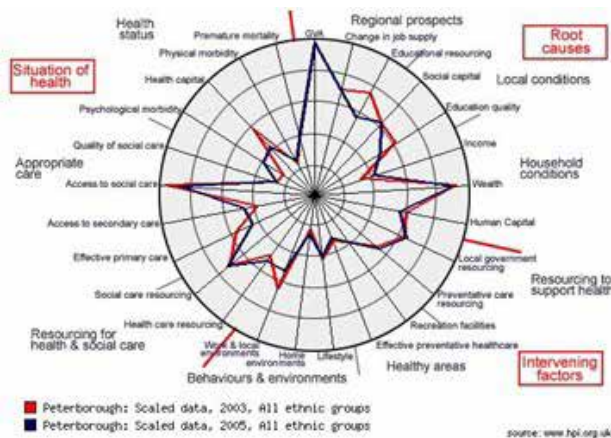 Health
status
Regional prospects
Root
causes
Premature mortality
GVA
Change in job supply
Physical morbidity
Educational resourcing
Situation of
health
Health capital
Social capital
Local conditions
Psychological morbidity
Education quality
Quality of social care
Income
Appropriate
care
Household
conditions
Access to social care
Wealth
Access to secondary care
Human Capital
Effective primary care
Local government
resourcing
Resourcing to
support health
Social care resourcing
Preventative care
resourcing
Resourcing for
health & social care
Health care resourcing
Recreation facilities
Work & local
environments
Home
environments
Lifestyle
Effective preventative healthcare
Behaviours & environments
Healthy areas
Intervening
factors
Peterborough: Scaled data, 2003, All ethnic groups
Peterborough: Scaled data, 2005, All ethnic groups
source: www.hpi.org.uk